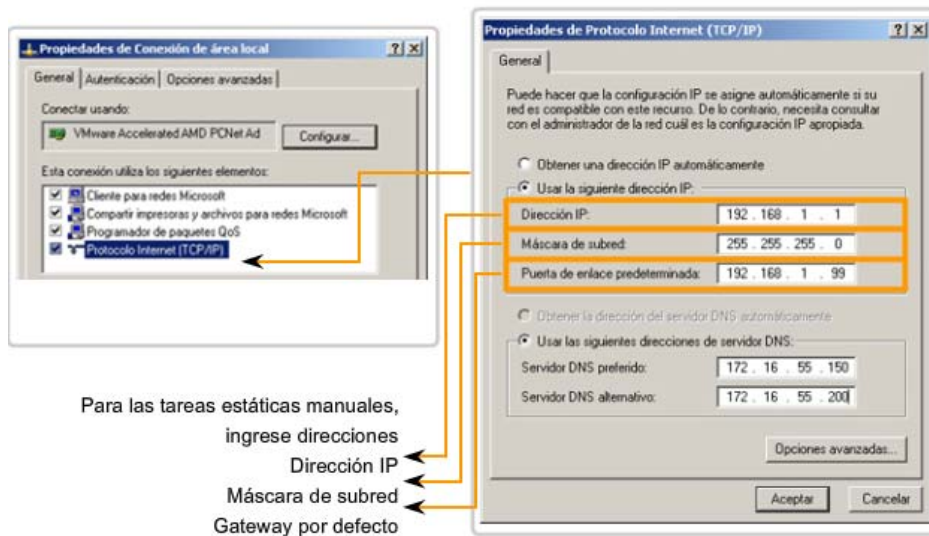 Propiedades de Conexión de área local
General
Autenticación
Opciones avanzadas
Conectar usando:
VMware Accelerated AMD PCNet Ad
Configurar...
Esta conexión utiliza los siguientes elementos:
Cliente para redes Microsoft
Compartir impresoras y archivos para redes Microsoft
Programador de paquetes QoS
Protocolo Internet (TCP/IP)
Para las tareas estáticas manuales,
ingrese direcciones
Dirección IP
Máscara de subred
Gateway por defecto
Propiedades de Protocolo Internet (TCP/IP)
General
Puede hacer que la configuración IP se asigne automáticamente si su
red es compatible con este recurso. De lo contrario, necesita consultar
con el administrador de la red cuál es la configuración IP apropiada.
Obtener una dirección IP automáticamente
Usar la siguiente dirección IP:
Dirección IP: 192 . 168 . 1 . 1
Máscara de subred: 255 . 255 . 255 . 0
Puerta de enlace predeterminada: 192 . 168 . 1 . 99
Obtener la dirección del servidor DNS automáticamente
Usar las siguientes direcciones de servidor DNS:
Servidor DNS preferido: 172 . 16 . 55 . 150
Servidor DNS alternativo: 172 . 16 . 55 . 200
Opciones avanzadas...
Aceptar
Cancelar